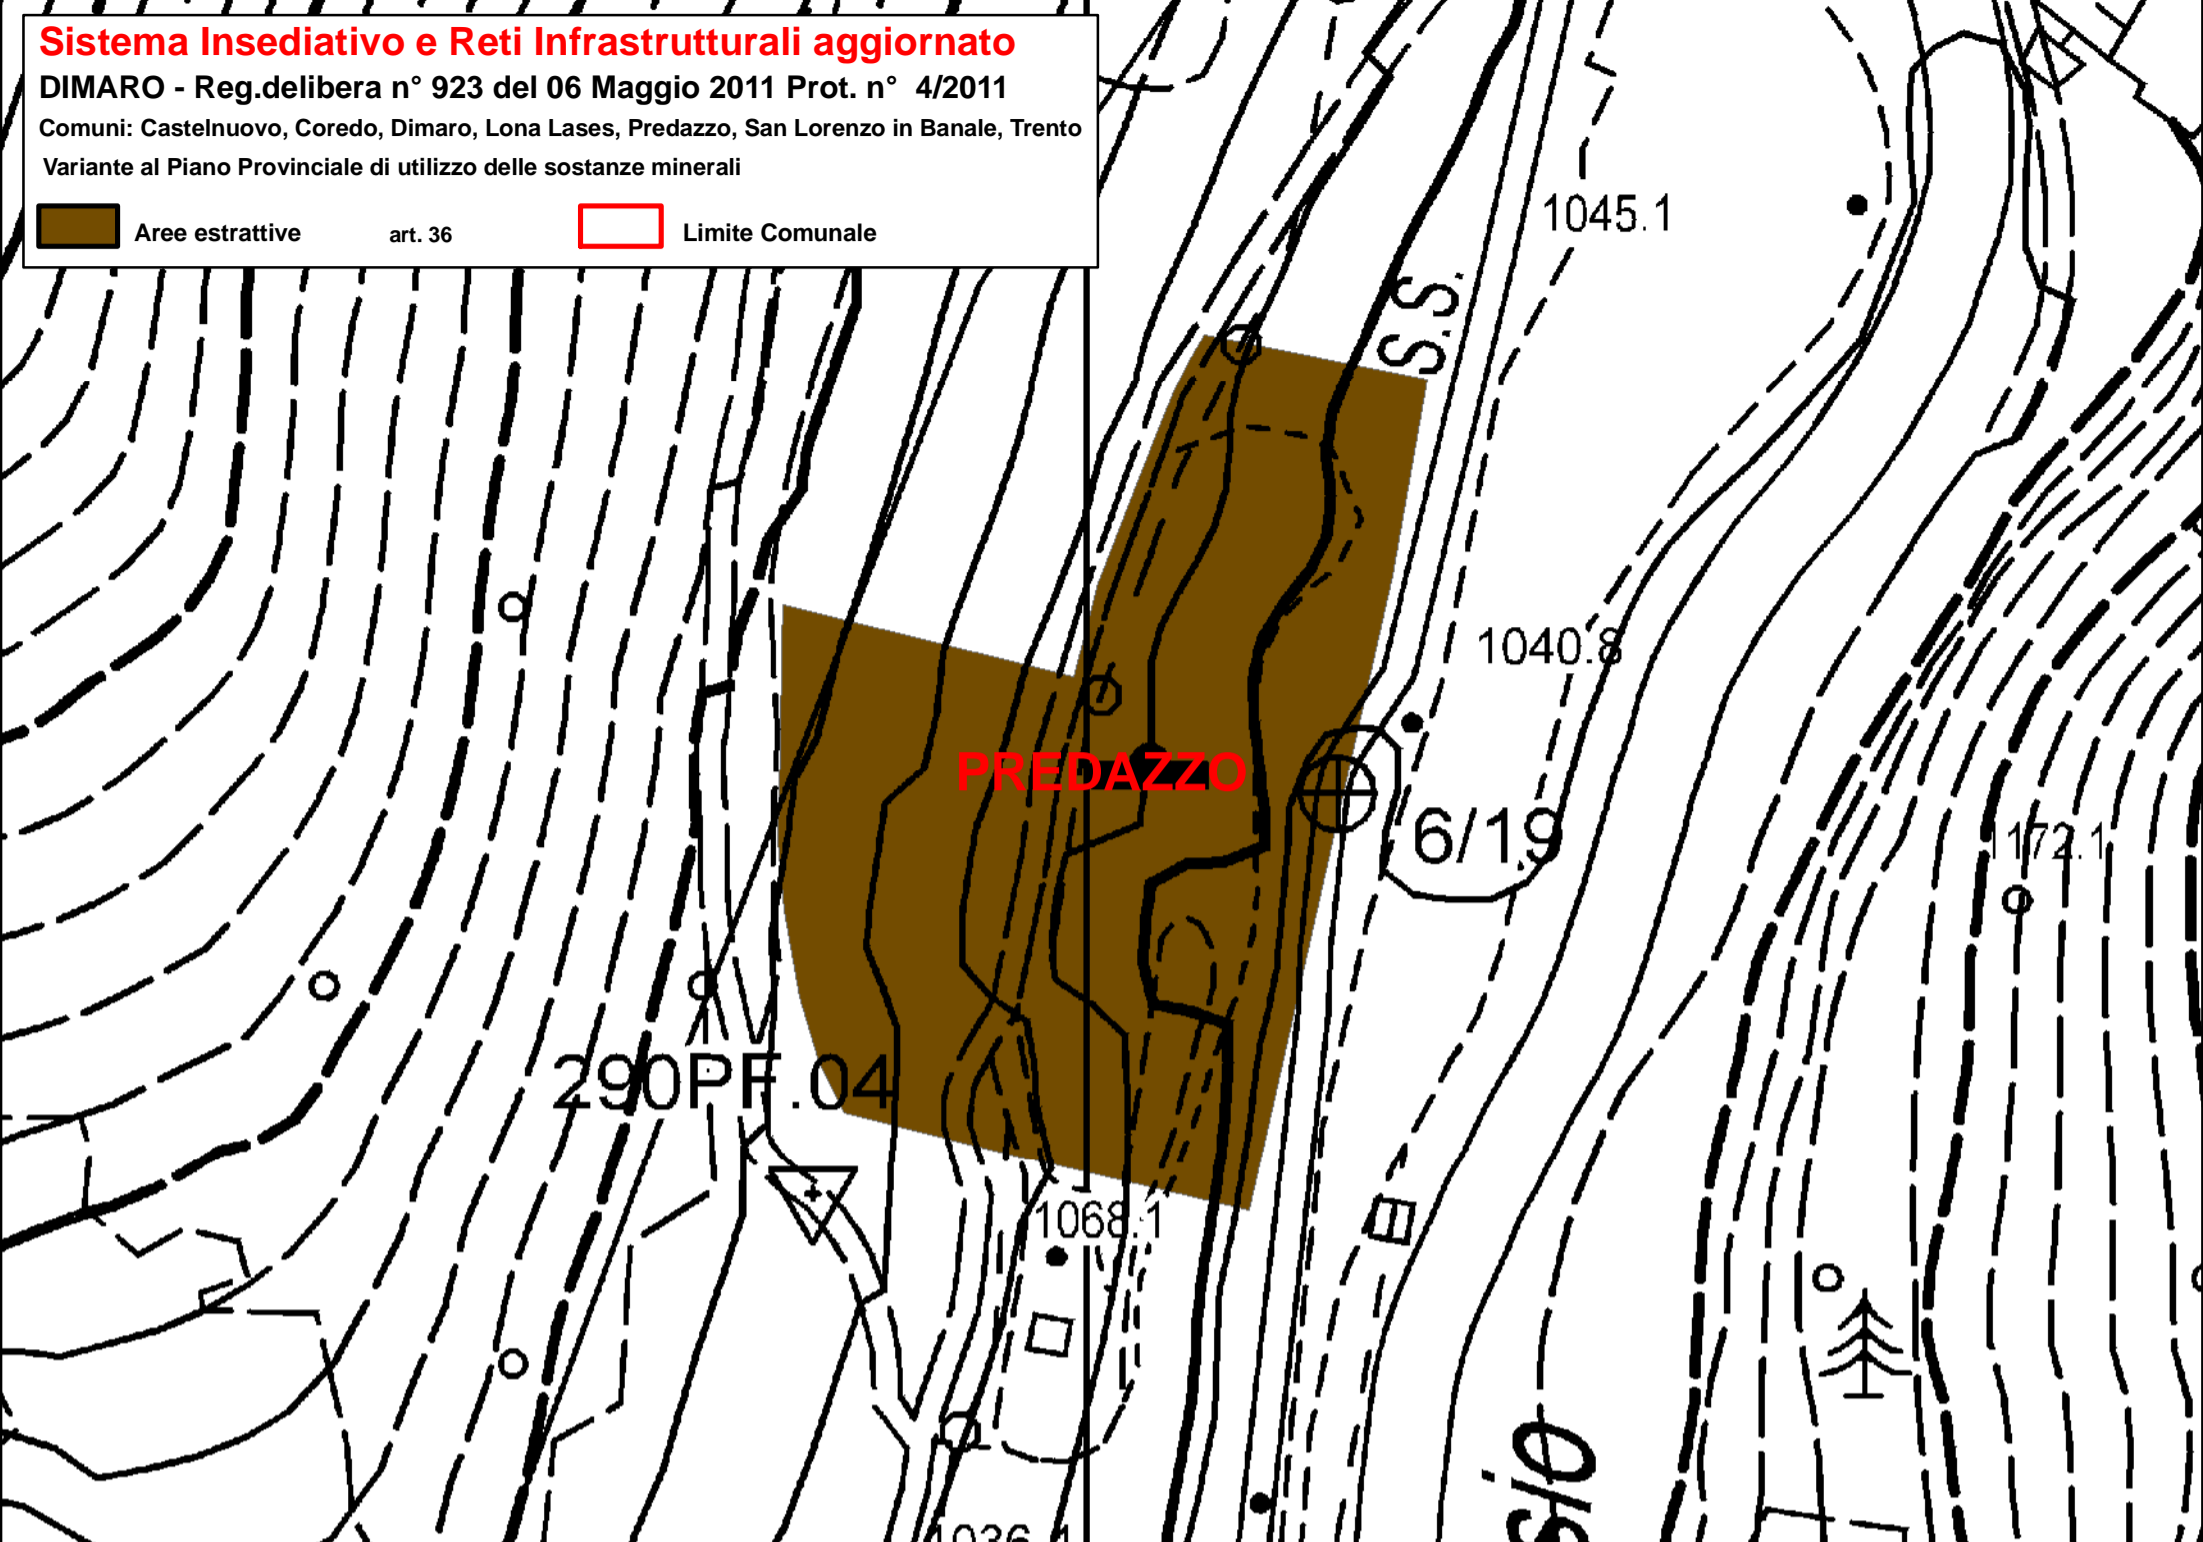 Sistema Insediativo e Reti Infrastrutturali aggiornato
DIMARO - Reg.delibera n° 923 del 06 Maggio 2011 Prot. n° 4/2011
Comuni: Castelnuovo, Coredo, Dimaro, Lona Lases, Predazzo, San Lorenzo in Banale, Trento
Variante al Piano Provinciale di utilizzo delle sostanze minerali
Aree estrattive art. 36 Limite Comunale
1045.1
S.S.
1040.8
PREDAZZO
6/19
1172.1
290PF.04
1068.1